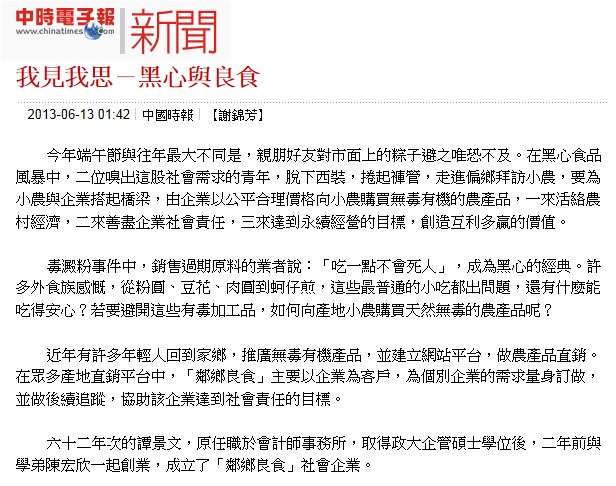 中時電子報
www.chinatimes.com
新聞
我見我思－黑心與良食
2013-06-13 01:42 | 中國時報 | 【謝錦芳】
今年端午節與往年最大不同是，親朋好友對市面上的粽子避之唯恐不及。在黑心食品
風暴中，二位嗅出這股社會需求的青年，脫下西裝，捲起褲管，走進偏鄉拜訪小農，要為
小農與企業搭起橋梁，由企業以公平合理價格向小農購買無毒有機的農產品，一來活絡農
村經濟，二來善盡企業社會責任，三來達到永續經營的目標，創造互利多贏的價值。
毒澱粉事件中，銷售過期原料的業者說：「吃一點不會死人」，成為黑心的經典。許
多外食族感慨，從粉圓、豆花、肉圓到蚵仔煎，這些最普通的小吃都出問題，還有什麼能
吃得安心？若要避開這些有毒加工品，如何向產地小農購買天然無毒的農產品呢？
近年有許多年輕人回到家鄉，推廣無毒有機產品，並建立網站平台，做農產品直銷。
在眾多產地直銷平台中，「鄰鄉良食」主要以企業為客戶，為個別企業的需求量身訂做，
並做後續追蹤，協助該企業達到社會責任的目標。
六十二年次的譚景文，原任職於會計師事務所，取得政大企管碩士學位後，二年前與
學弟陳宏欣一起創業，成立了「鄰鄉良食」社會企業。